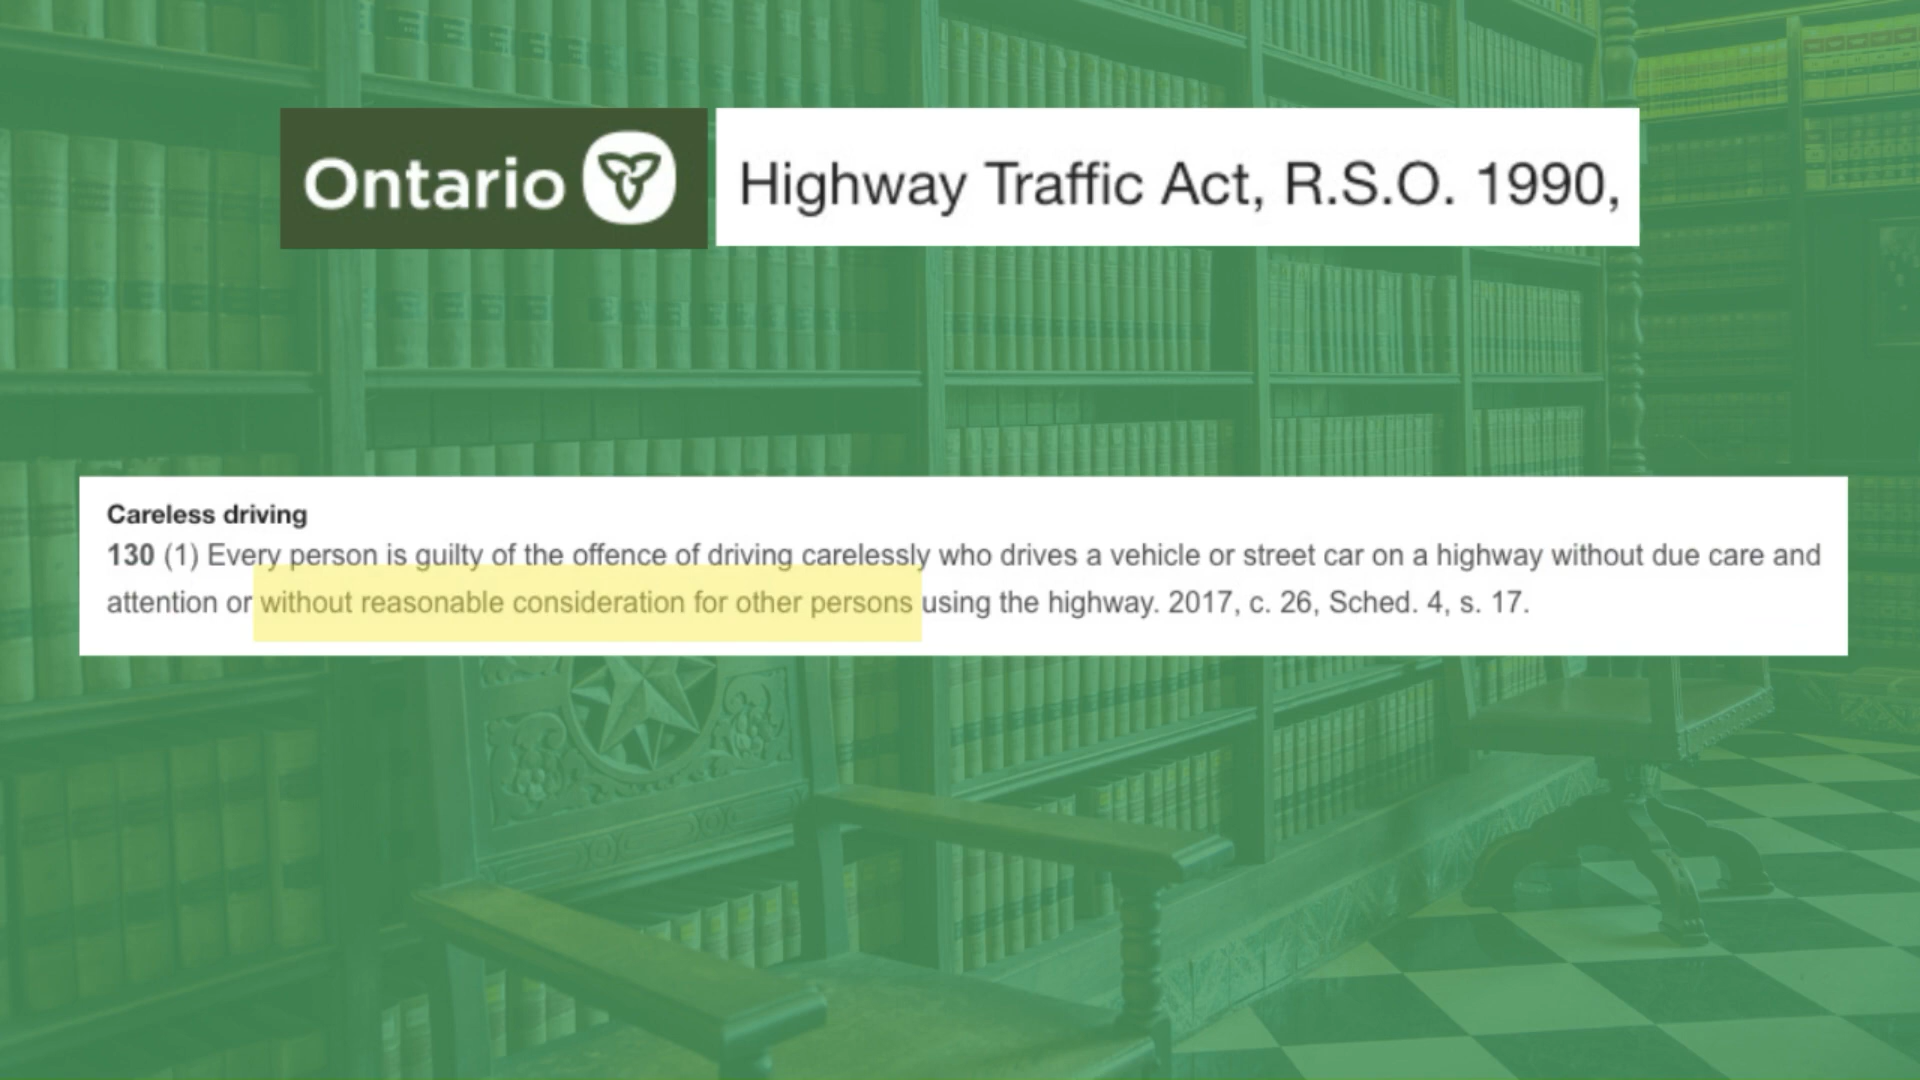 Ontario
Highway Traffic Act, R.S.O. 1990,
Careless driving
130 (1) Every person is guilty of the offence of driving carelessly who drives a vehicle or street car on a highway without due care and
attention or without reasonable consideration for other persons using the highway. 2017, c. 26, Sched. 4, s. 17.